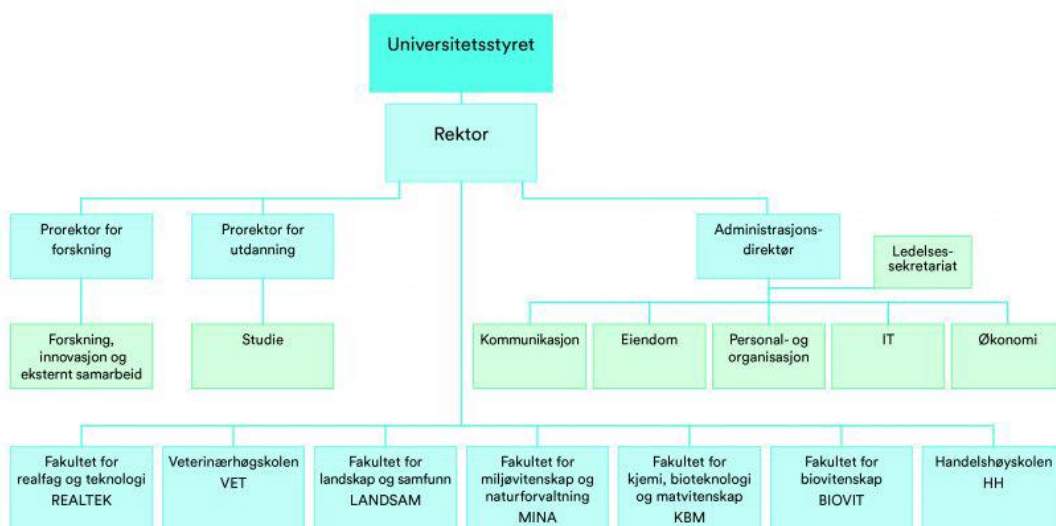 Universitetsstyret
Rektor
Prorektor for
forskning
Prorektor for
utdanning
Administrasjons-
direktør
Ledelses-
sekretariat
Forskning,
innovasjon og
eksternt samarbeid
Studie
Kommunikasjon
Eiendom
Personal- og
organisasjon
IT
Økonomi
Fakultet for
realfag og teknologi
REALTEK
Veterinærhøgskolen
VET
Fakultet for
landskap og samfunn
LANDSAM
Fakultet for
miljøvitenskap og
naturforvaltning
MINA
Fakultet for
kjemi, bioteknologi
og matvitenskap
KBM
Fakultet for
biovitenskap
BIOVIT
Handelshøyskolen
HH